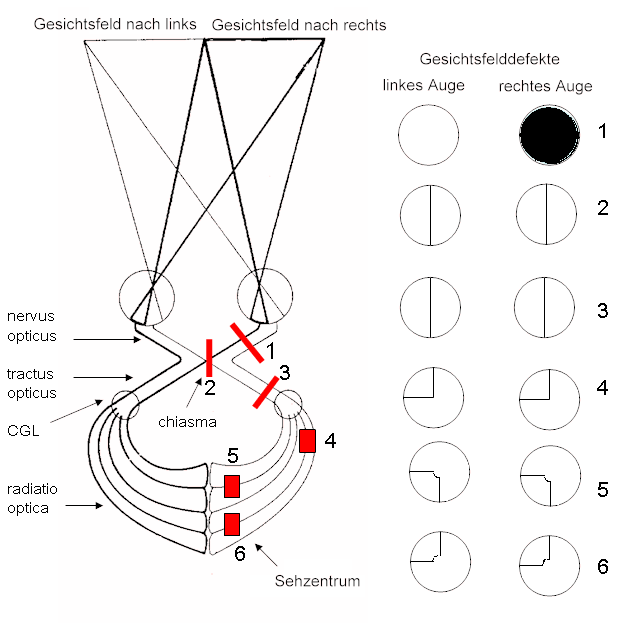 Gesichtsfeld nach links
Gesichtsfeld nach rechts
nervus
opticus
tractus
opticus
CGL
radiatio
optica
1
2
3
chiasma
4
5
6
Sehzentrum
Gesichtsfelddefekte
linkes Auge
rechtes Auge
1
2
3
4
5
6